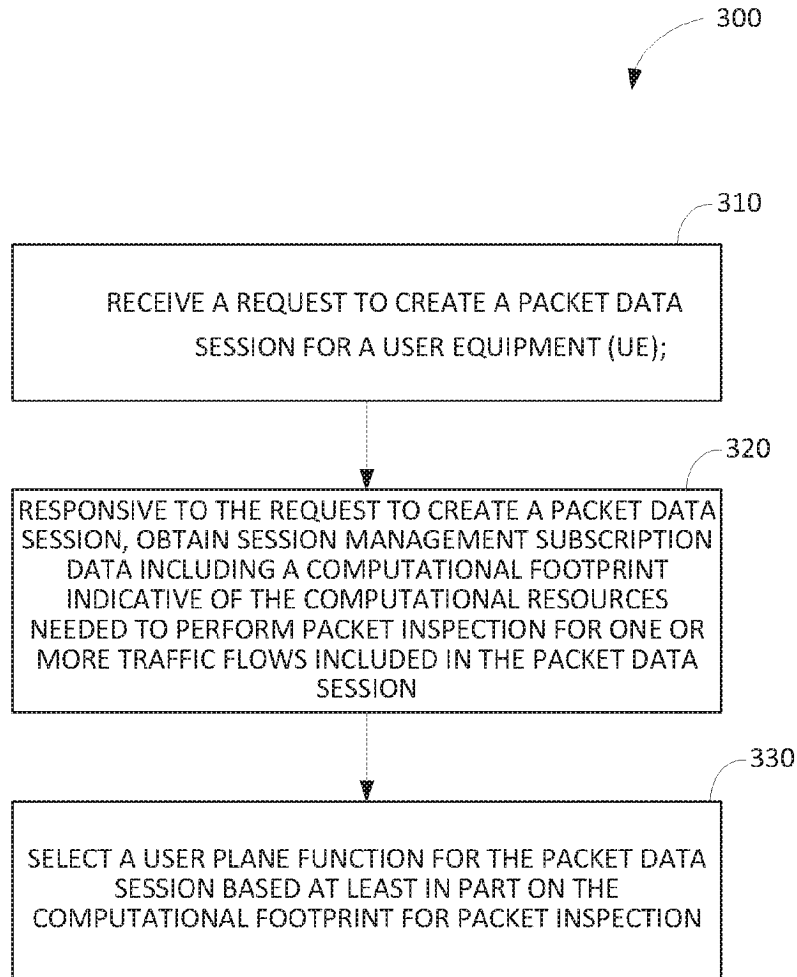 300
310
RECEIVE A REQUEST TO CREATE A PACKET DATA
SESSION FOR A USER EQUIPMENT (UE);
320
RESPONSIVE TO THE REQUEST TO CREATE A PACKET DATA
SESSION, OBTAIN SESSION MANAGEMENT SUBSCRIPTION
DATA INCLUDING A COMPUTATIONAL FOOTPRINT
INDICATIVE OF THE COMPUTATIONAL RESOURCES
NEEDED TO PERFORM PACKET INSPECTION FOR ONE OR
MORE TRAFFIC FLOWS INCLUDED IN THE PACKET DATA
SESSION
330
SELECT A USER PLANE FUNCTION FOR THE PACKET DATA
SESSION BASED AT LEAST IN PART ON THE
COMPUTATIONAL FOOTPRINT FOR PACKET INSPECTION